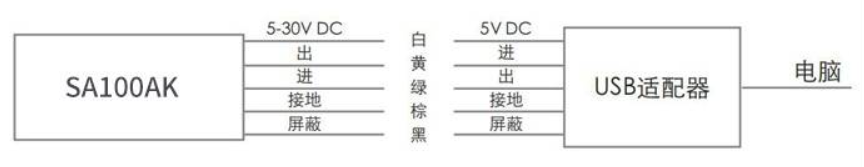 5-30V DC
出
进
接地
屏蔽
SA100AK
白
黄
绿
棕
黑
5V DC
进
出
接地
屏蔽
USB适配器
电脑